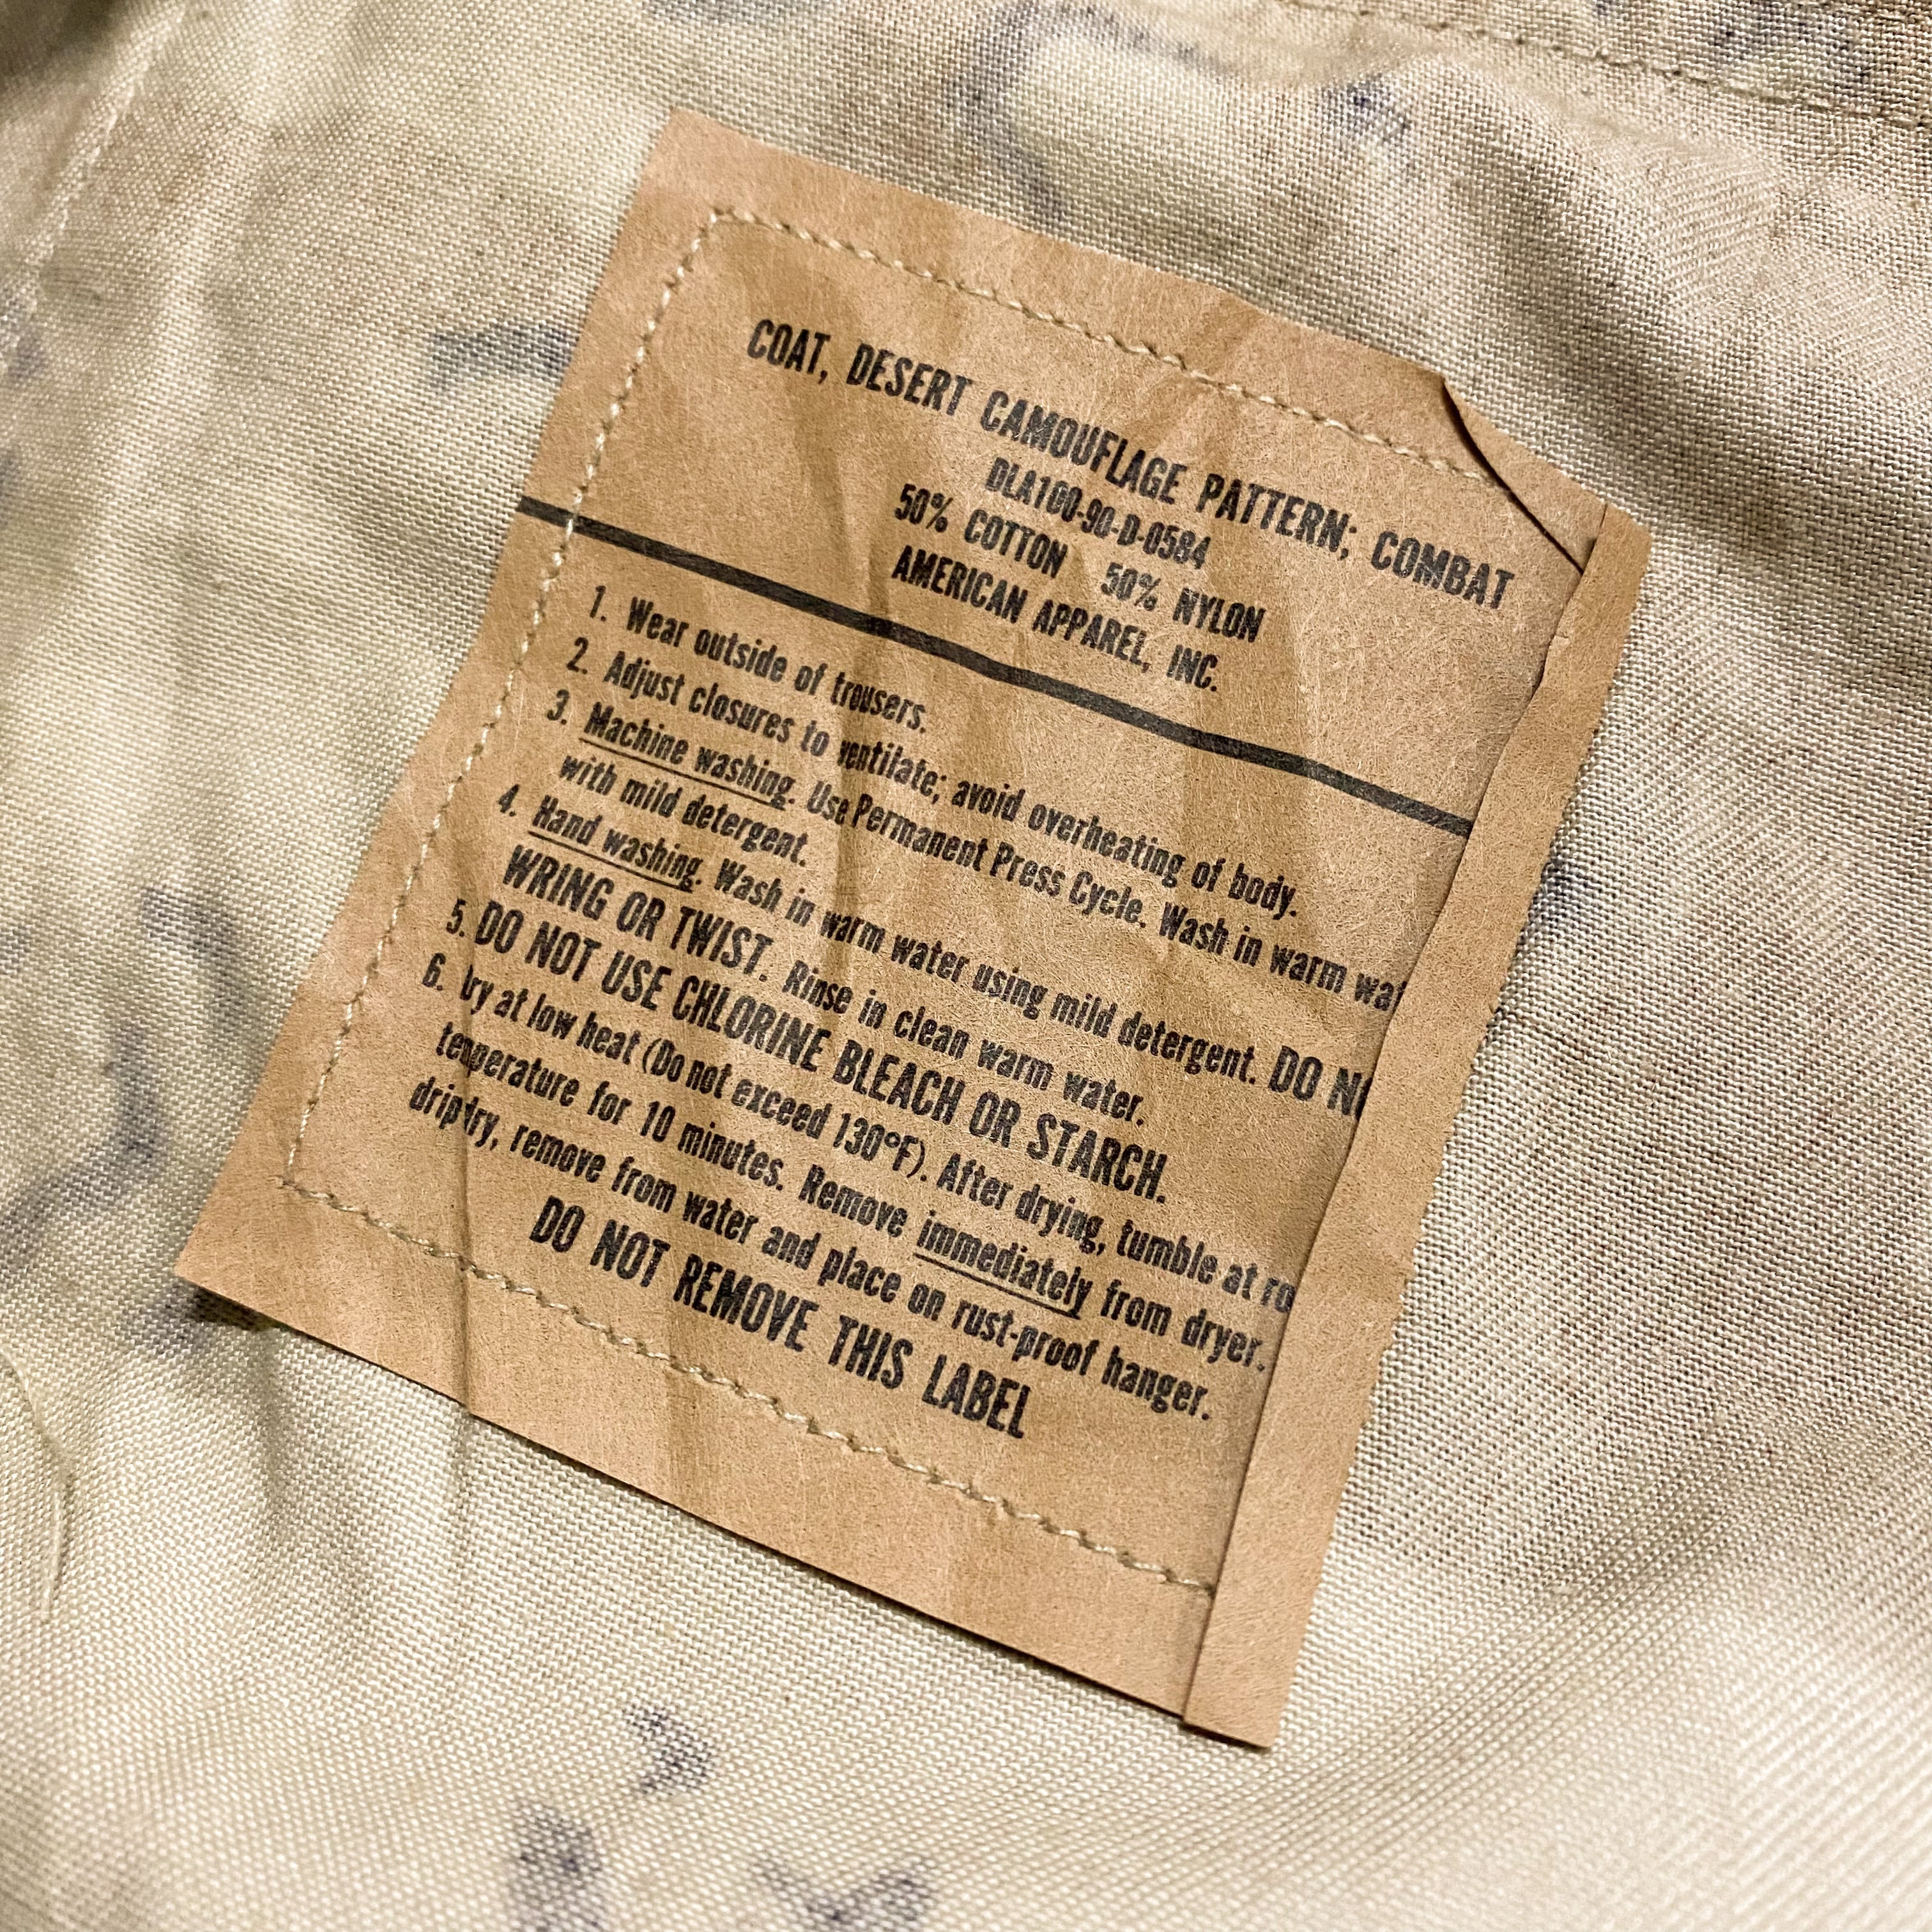 COAT, DESERT CAMOUFLAGE PATTERN; COMBAT
DLA100-90-D-0584
50% COTTON 50% NYLON
AMERICAN APPAREL, INC.
1. Wear outside of trousers.
2. Adjust closures to ventilate; avoid overheating of body.
3. Machine washing. Use Permanent Press Cycle. Wash in warm wat
with mild detergent.
4. Hand washing. Wash in warm water using mild detergent. DO NO
WRING OR TWIST. Rinse in clean warm water.
5. DO NOT USE CHLORINE BLEACH OR STARCH.
6. Dry at low heat (Do not exceed 130°F). After drying, tumble at ro
temperature for 10 minutes. Remove immediately from dryer.
drip dry, remove from water and place on rust-proof hanger.
DO NOT REMOVE THIS LABEL